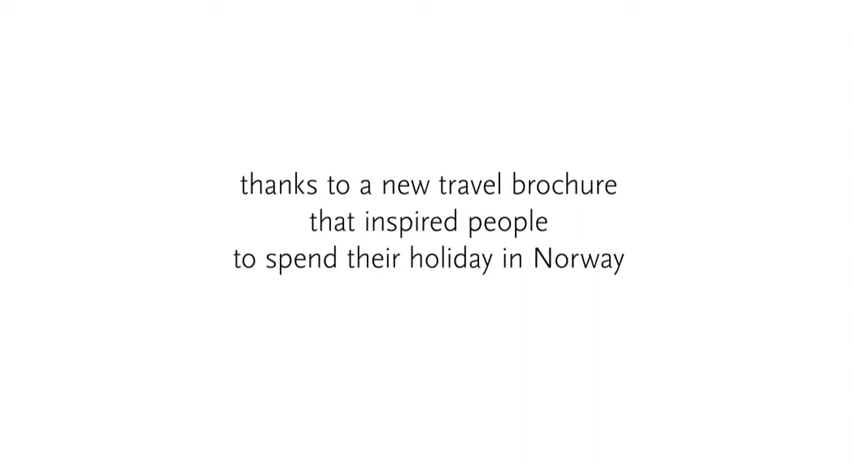 thanks to a new travel brochure
that inspired people
to spend their holiday in Norway